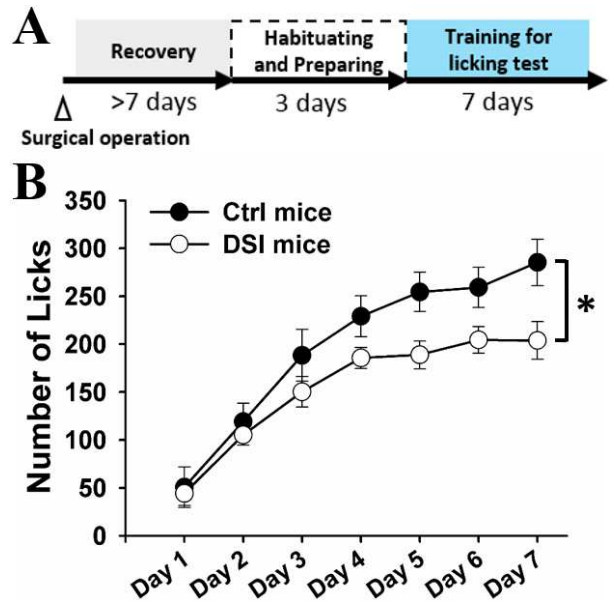 A
Recovery
Habituating
and Preparing
Training for
licking test
>7 days
3 days
7 days
Surgical operation
B
Number of Licks
350
300
250
200
150
100
50
0
Ctrl mice
DSI mice
*
Day 1
Day 2
Day 3
Day 4
Day 5
Day 6
Day 7